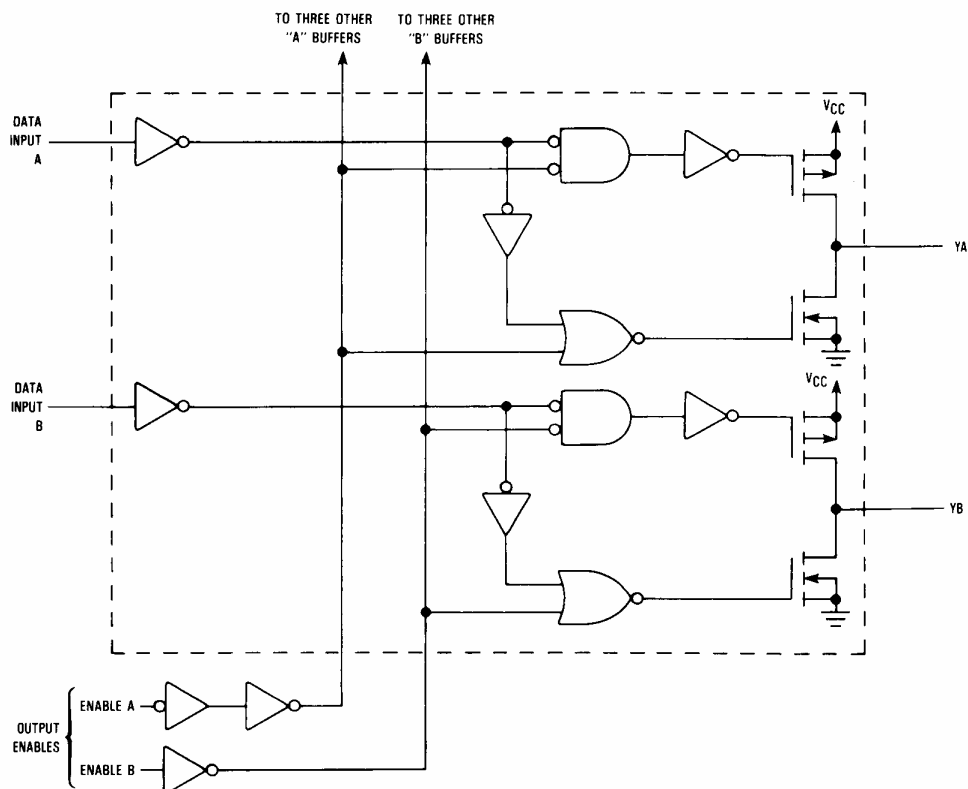 TO THREE OTHER
"A" BUFFERS
TO THREE OTHER
"B" BUFFERS
DATA
INPUT
A
VCC
YA
DATA
INPUT
B
VCC
YB
OUTPUT
ENABLES
ENABLE A
ENABLE B